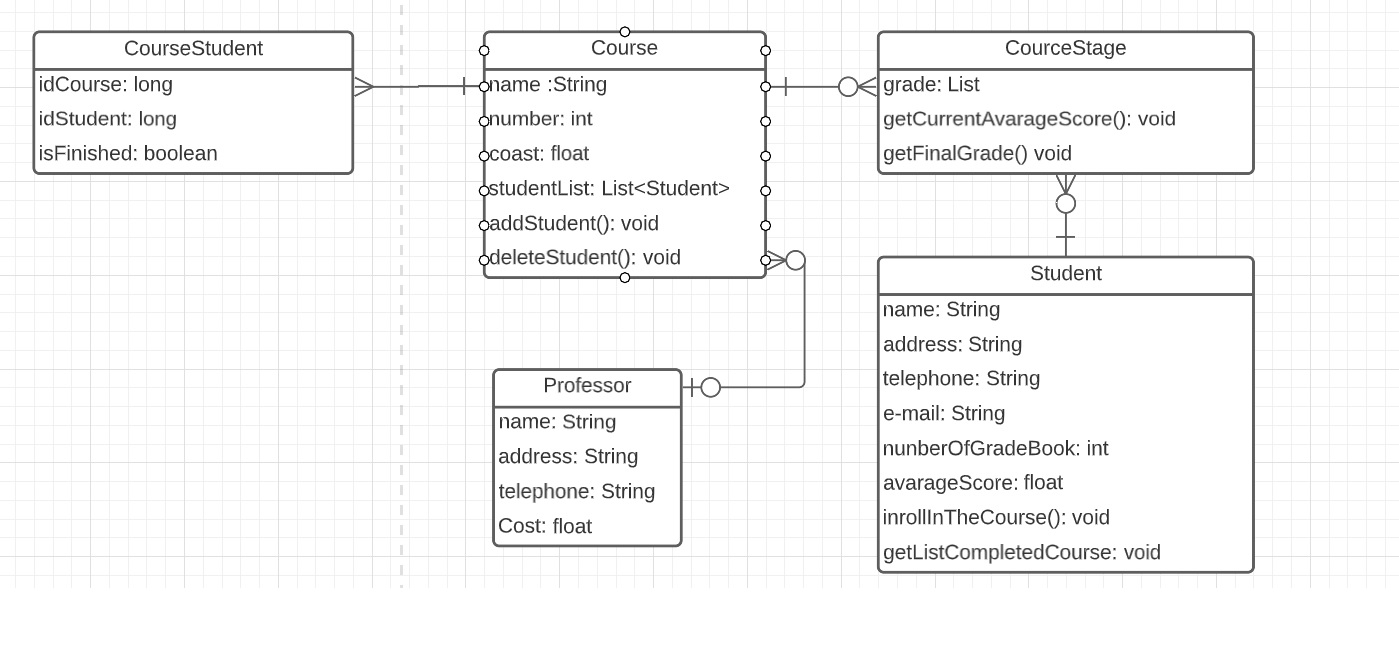 CourseStudent
idCourse: long
idStudent: long
isFinished: boolean
Course
name :String
number: int
coast: float
studentList: List<Student>
addStudent(): void
deleteStudent(): void
CourceStage
grade: List
getCurrentAvarageScore(): void
getFinalGrade() void
Professor
name: String
address: String
telephone: String
Cost: float
Student
name: String
address: String
telephone: String
e-mail: String
nunberOfGradeBook: int
avarageScore: float
inrollInTheCourse(): void
getListCompletedCourse: void